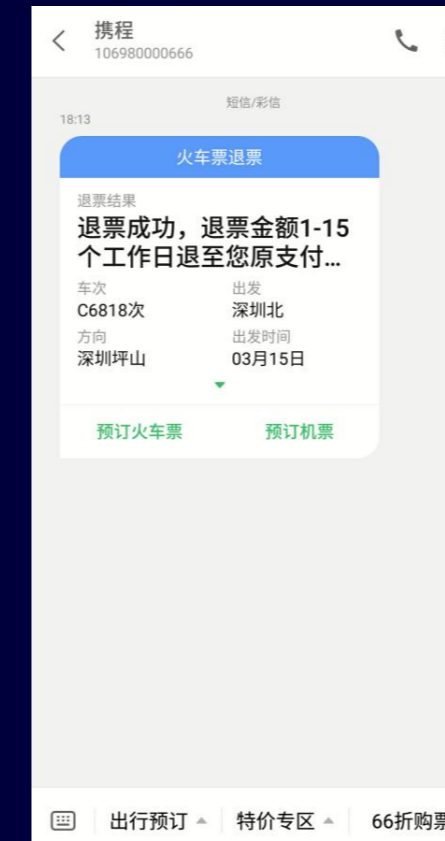 携程
106980000666
短信/彩信
18:13
火车票退票
退票结果
退票成功，退票金额1-15
个工作日退至您原支付...
车次 出发
C6818次 深圳北
方向 出发时间
深圳坪山 03月15日
预订火车票 预订机票
出行预订 特价专区 66折购票